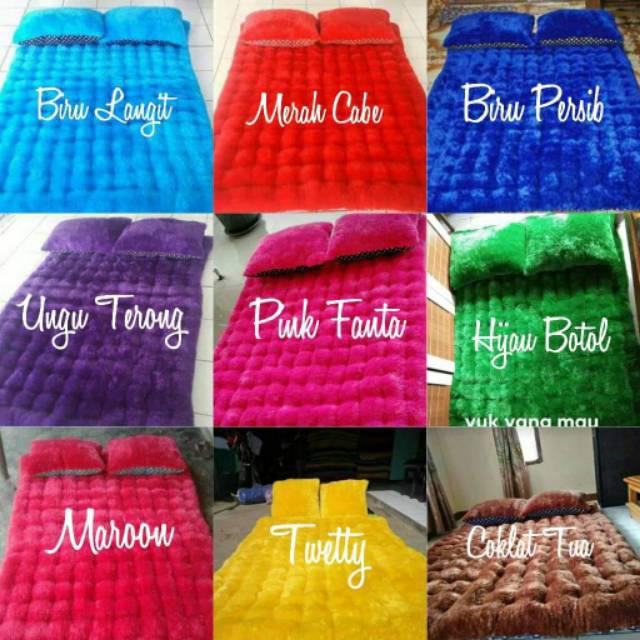 Biru Langit
Merah Cabe
Biru Persib
Ungu Terong
Pink Fanta
Hijau Botol
yuk yang mau
Maroon
Twetty
Coklat Tua